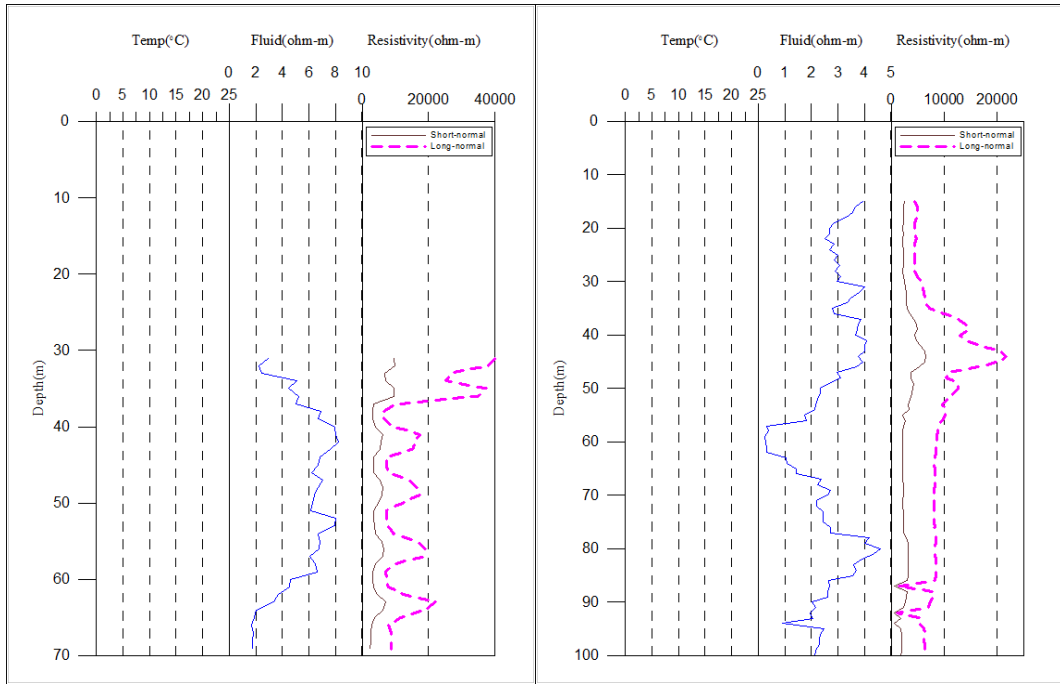 Temp(°C) Fluid(ohm-m) Resistivity(ohm-m)
0 2 4 6 8 10
0 5 10 15 20 25 0 20000 40000
Short-normal
Long-normal
Depth(m)
0
10
20
30
40
50
60
70
Temp(°C) Fluid(ohm-m) Resistivity(ohm-m)
0 1 2 3 4 5
0 5 10 15 20 25 0 10000 20000
Short-normal
Long-normal
Depth(m)
0
10
20
30
40
50
60
70
80
90
100